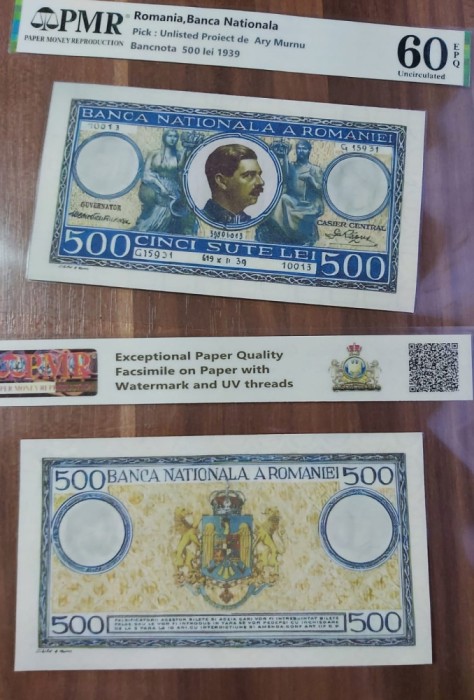 PMR
PAPER MONEY REPRODUCTION
Romania,Banca Nationala
Pick : Unlisted Proiect de Ary Murnu
Bancnota 500 lei 1939
60 EPQ
Uncirculated
BANCA NATIONALA A ROMANIEI
10013
G 15931
GUVERNATOR
CASIER CENTRAL
500 CINCI SUTE LEI 500
G15931
10013
PMR
Exceptional Paper Quality
Facsimile on Paper with
Watermark and UV threads
500 BANCA NATIONALA A ROMANIEI 500
500
500